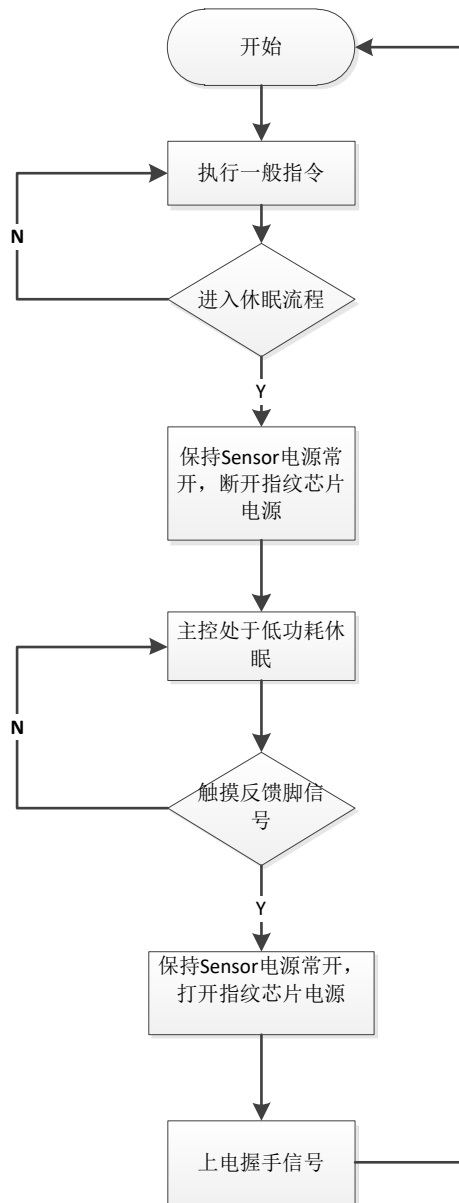 开始
执行一般指令
N
进入休眠流程
Y
保持Sensor电源常
开，断开指纹芯片
电源
主控处于低功耗休
眠
N
触摸反馈脚信
号
Y
保持Sensor电源常开，
打开指纹芯片电源
上电握手信号